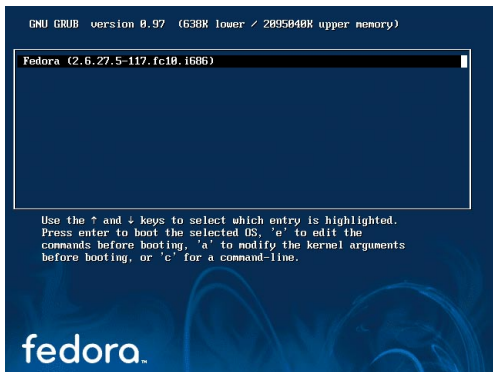 GNU GRUB  version 0.97  (638K lower / 2095040K upper memory)
Fedora (2.6.27.5-117.fc10.i686)
Use the ↑ and ↓ keys to select which entry is highlighted.
Press enter to boot the selected OS, 'e' to edit the
commands before booting, 'a' to modify the kernel arguments
before booting, or 'c' for a command-line.
fedora™